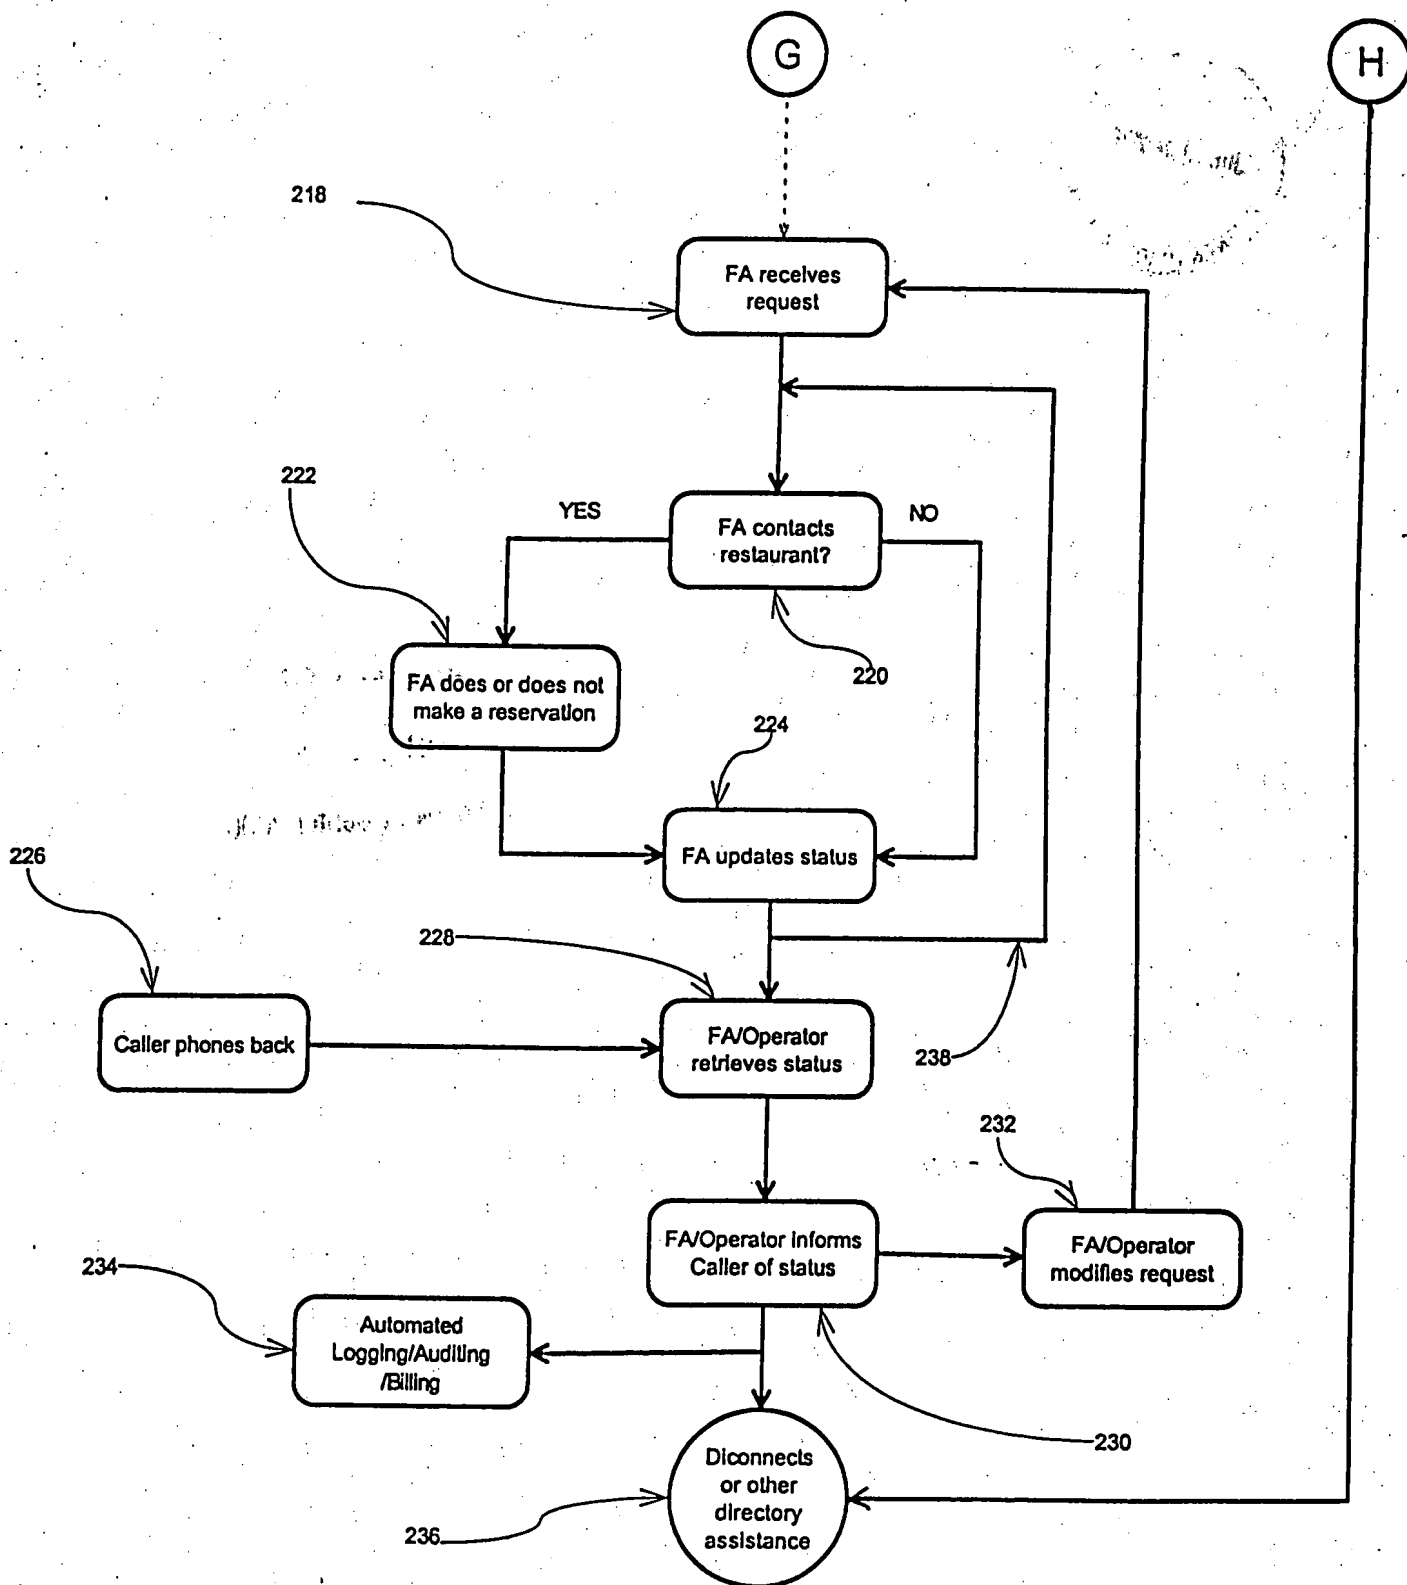 G
H
218
FA receives
request
222
YES
FA contacts
restaurant?
NO
220
FA does or does not
make a reservation
224
FA updates status
226
228
Caller phones back
FA/Operator
retrieves status
238
232
FA/Operator informs
Caller of status
FA/Operator
modifies request
234
Automated
Logging/Auditing
/Billing
230
Diconnects
or other
directory
assistance
236